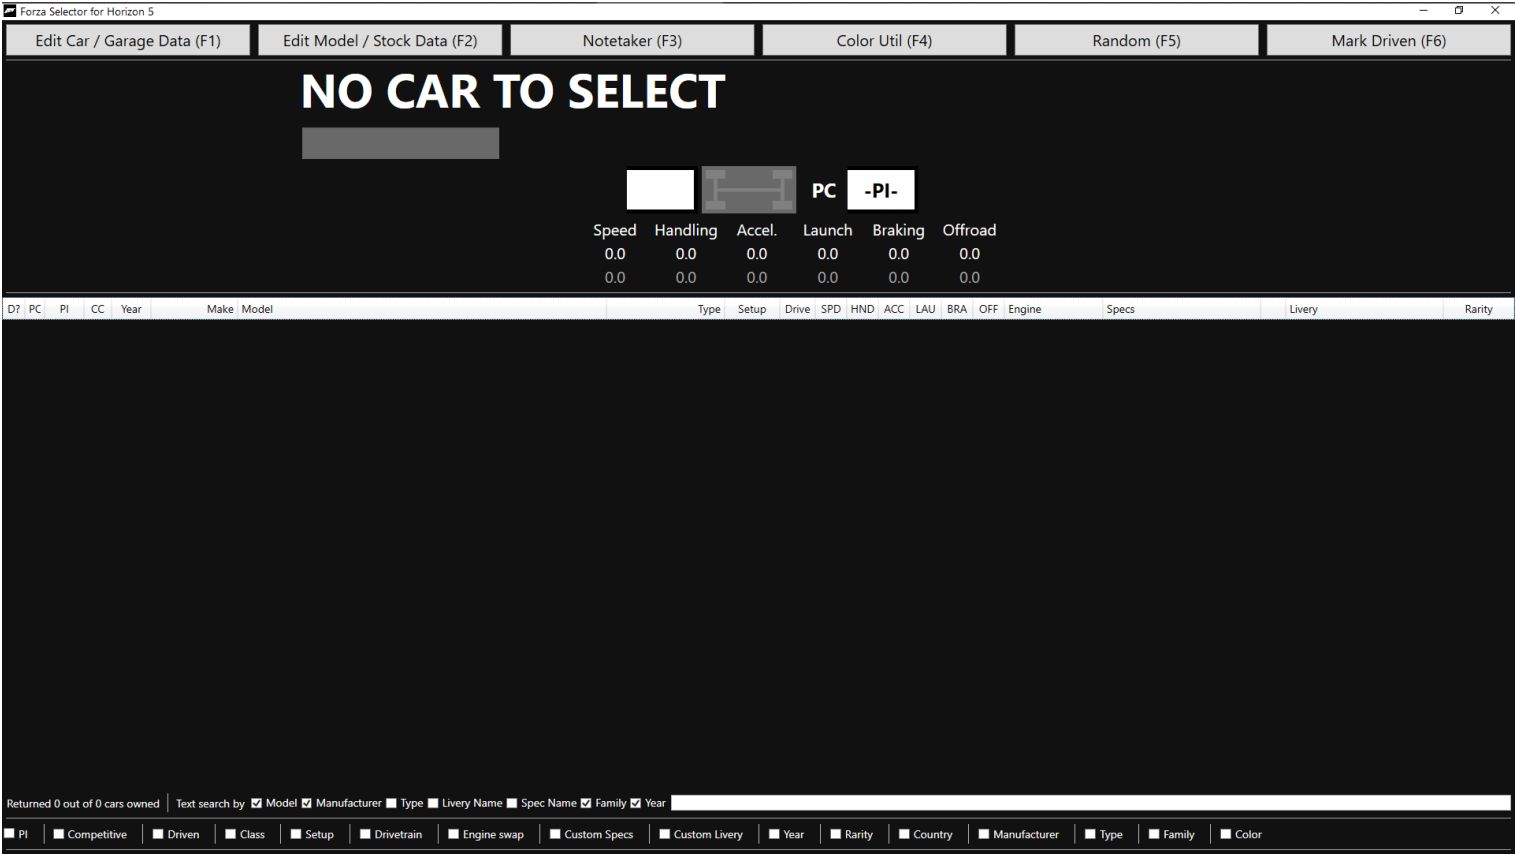 Forza Selector for Horizon 5
Edit Car / Garage Data (F1) Edit Model / Stock Data (F2) Notetaker (F3) Color Util (F4) Random (F5) Mark Driven (F6)
NO CAR TO SELECT
PC -PI-
Speed Handling Accel. Launch Braking Offroad
0.0 0.0 0.0 0.0 0.0 0.0
0.0 0.0 0.0 0.0 0.0 0.0
D? PC PI CC Year Make Model Type Setup Drive SPD HND ACC LAU BRA OFF Engine Specs Livery Rarity
Returned 0 out of 0 cars owned Text search by Model Manufacturer Type Livery Name Spec Name Family Year
PI Competitive Driven Class Setup Drivetrain Engine swap Custom Specs Custom Livery Year Rarity Country Manufacturer Type Family Color